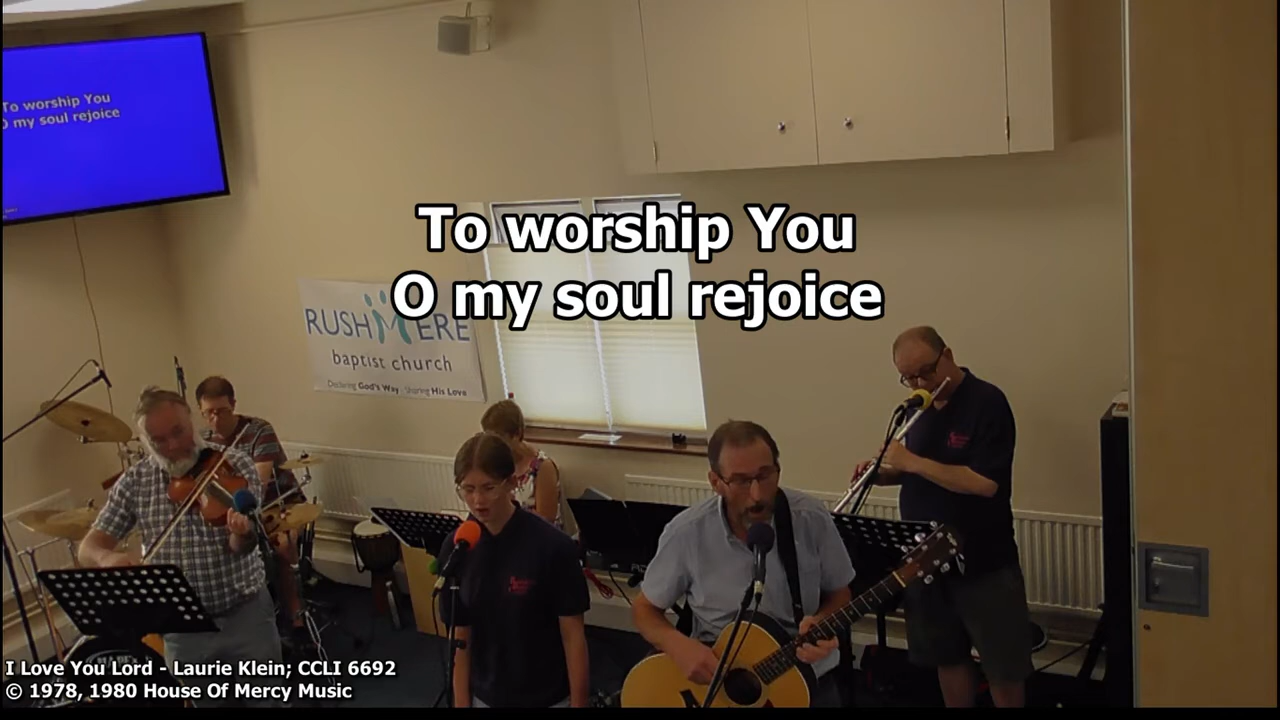 To worship You
O my soul rejoice
To worship You
O my soul rejoice
RUSHMERE
baptist church
Declaring God's Way : Sharing His Love
I Love You Lord - Laurie Klein; CCLI 6692
© 1978, 1980 House Of Mercy Music